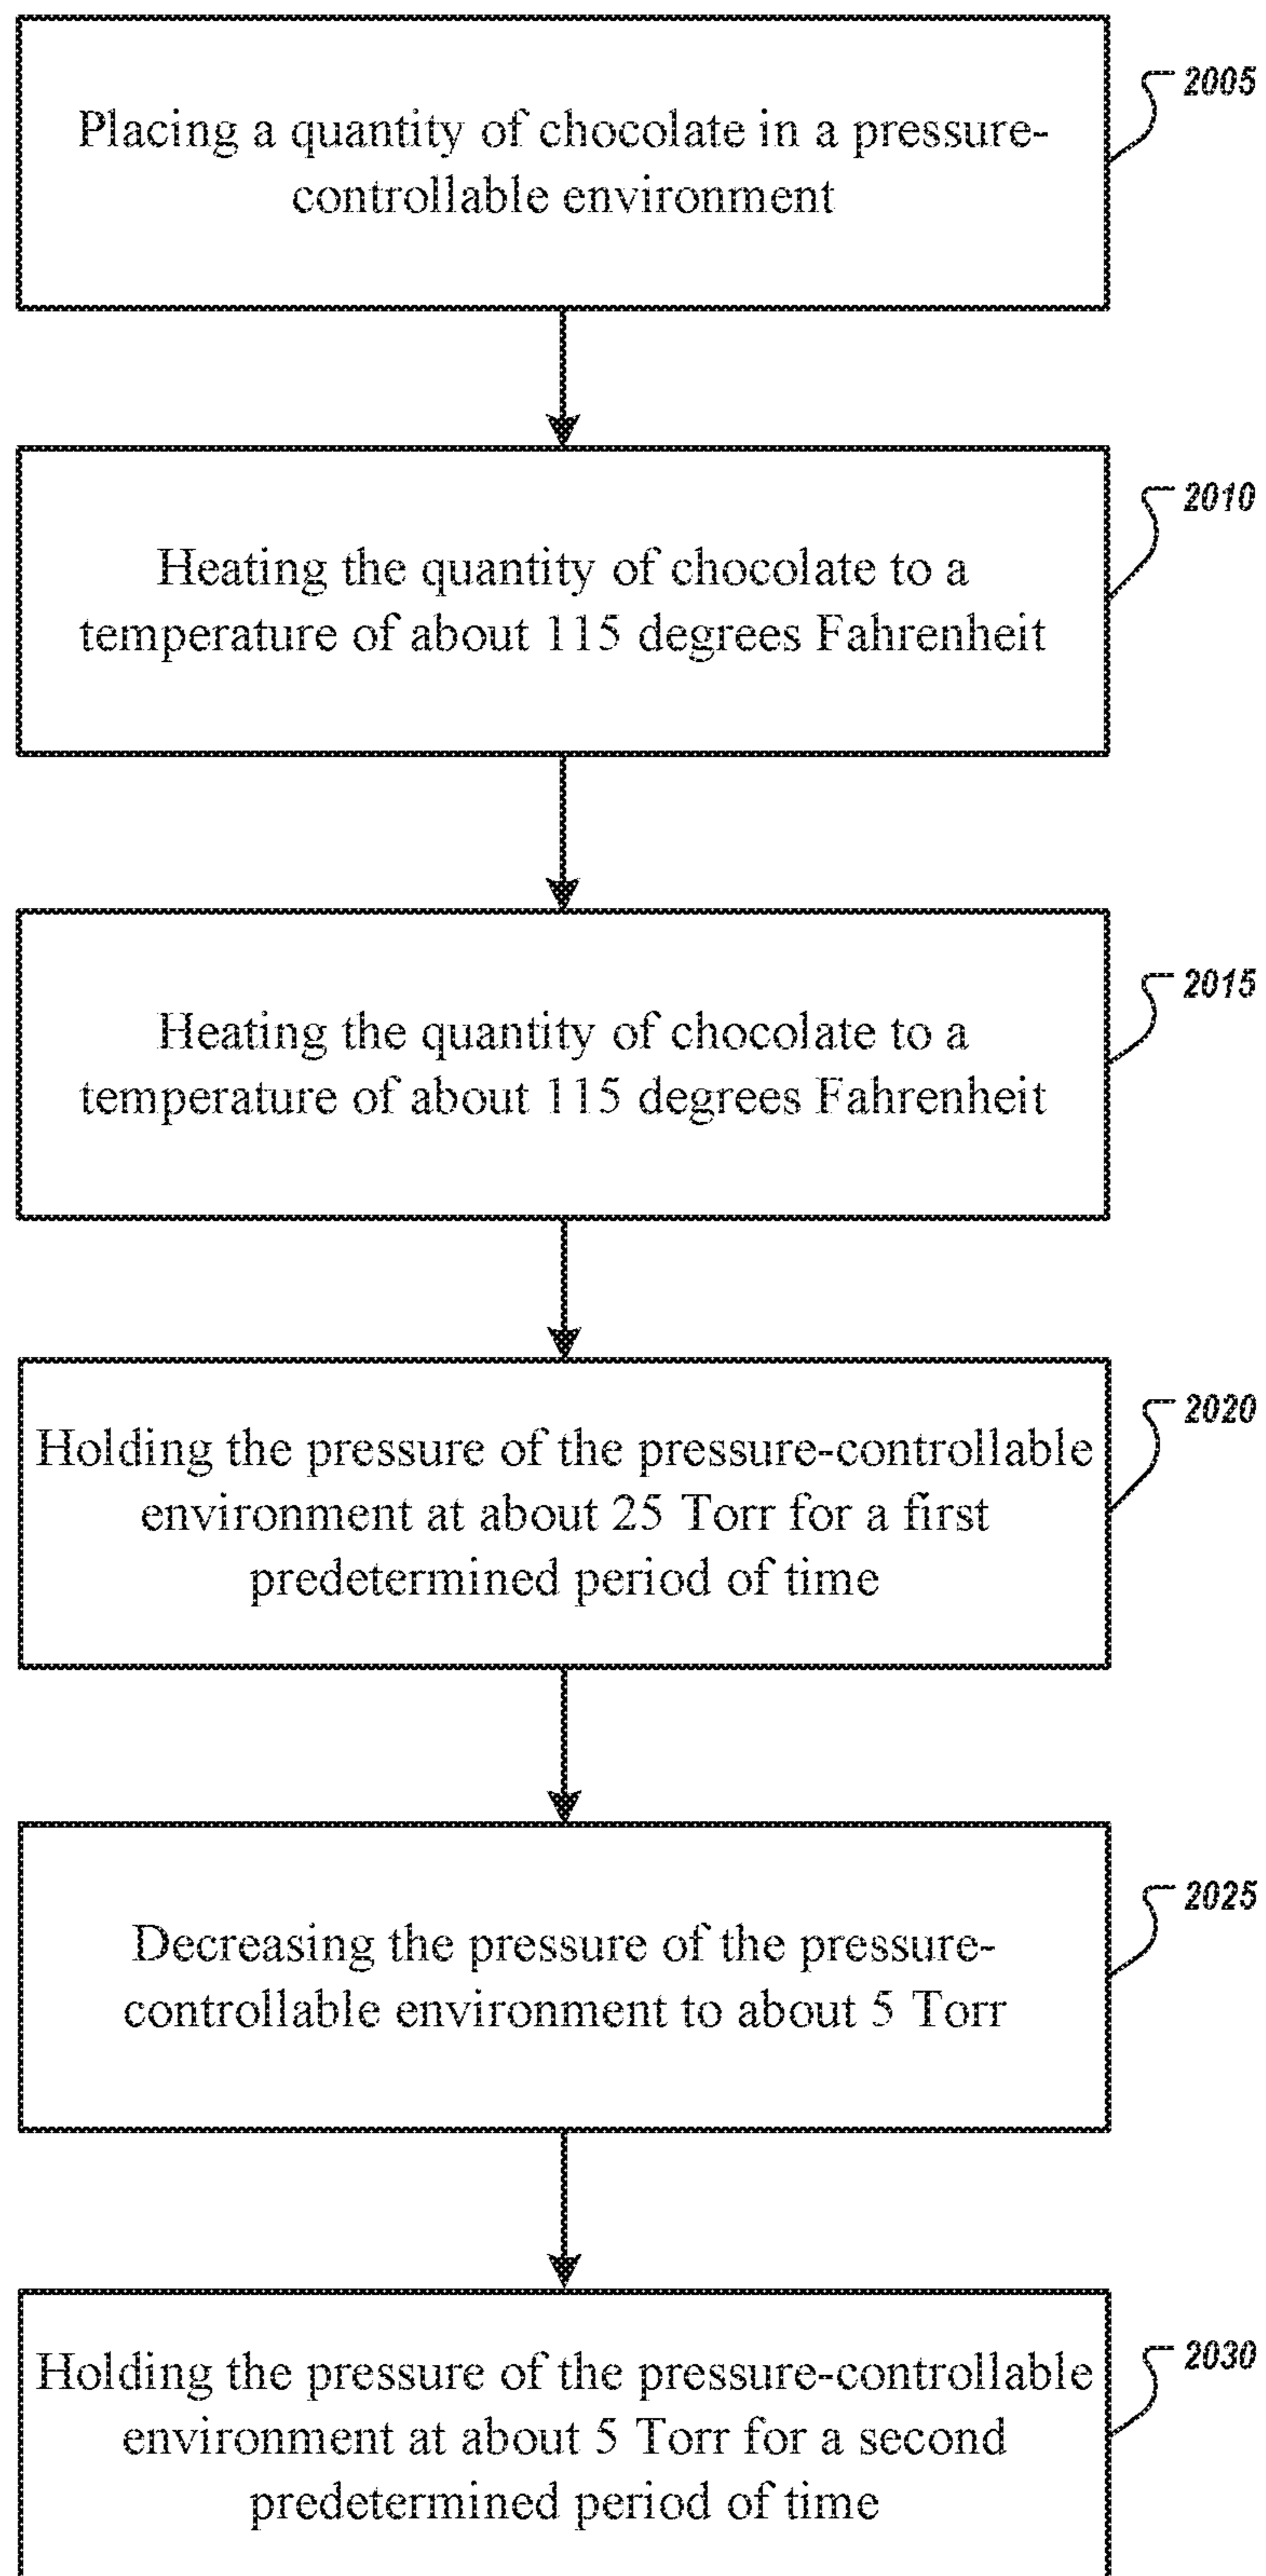 Placing a quantity of chocolate in a pressure-
controllable environment
2005
Heating the quantity of chocolate to a
temperature of about 115 degrees Fahrenheit
2010
Heating the quantity of chocolate to a
temperature of about 115 degrees Fahrenheit
2015
Holding the pressure of the pressure-controllable
environment at about 25 Torr for a first
predetermined period of time
2020
Decreasing the pressure of the pressure-
controllable environment to about 5 Torr
2025
Holding the pressure of the pressure-controllable
environment at about 5 Torr for a second
predetermined period of time
2030